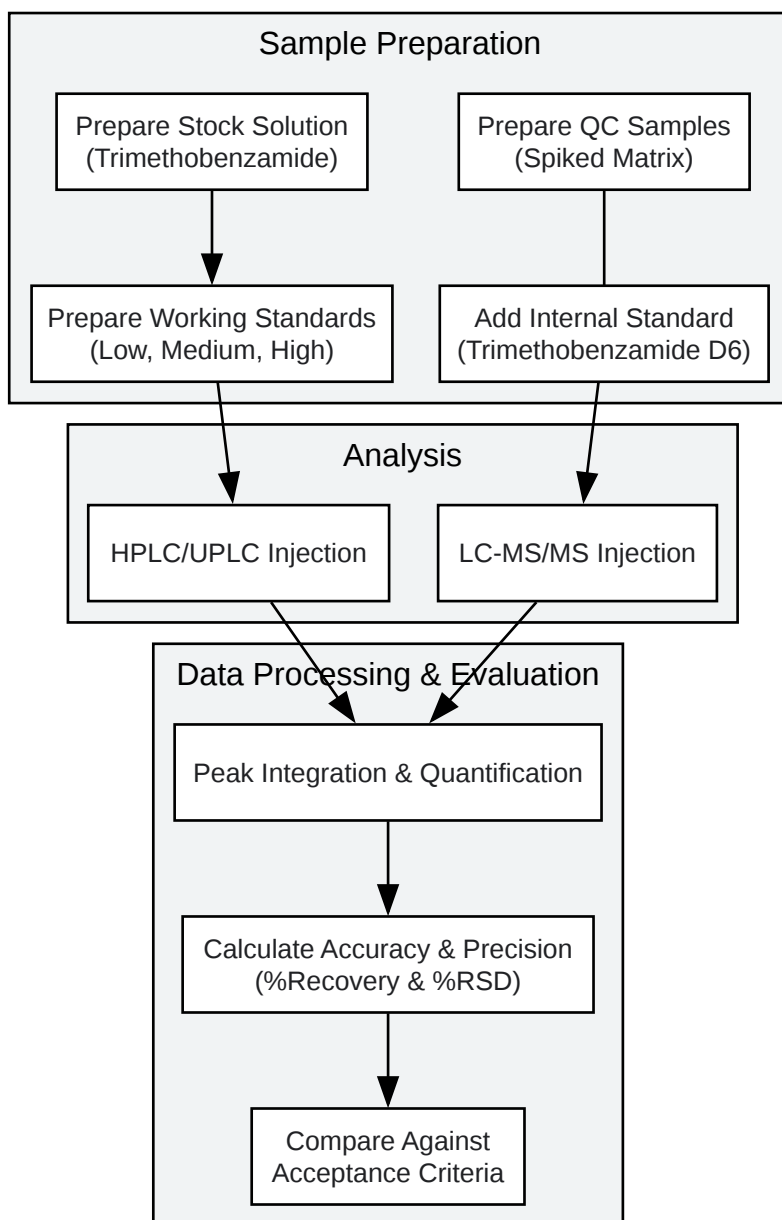 Sample Preparation
Prepare Stock Solution
(Trimethobenzamide)
Prepare QC Samples
(Spiked Matrix)
Prepare Working Standards
(Low, Medium, High)
Add Internal Standard
(Trimethobenzamide D6)
Analysis
HPLC/UPLC Injection
LC-MS/MS Injection
Data Processing & Evaluation
Peak Integration & Quantification
Calculate Accuracy & Precision
(%Recovery & %RSD)
Compare Against
Acceptance Criteria